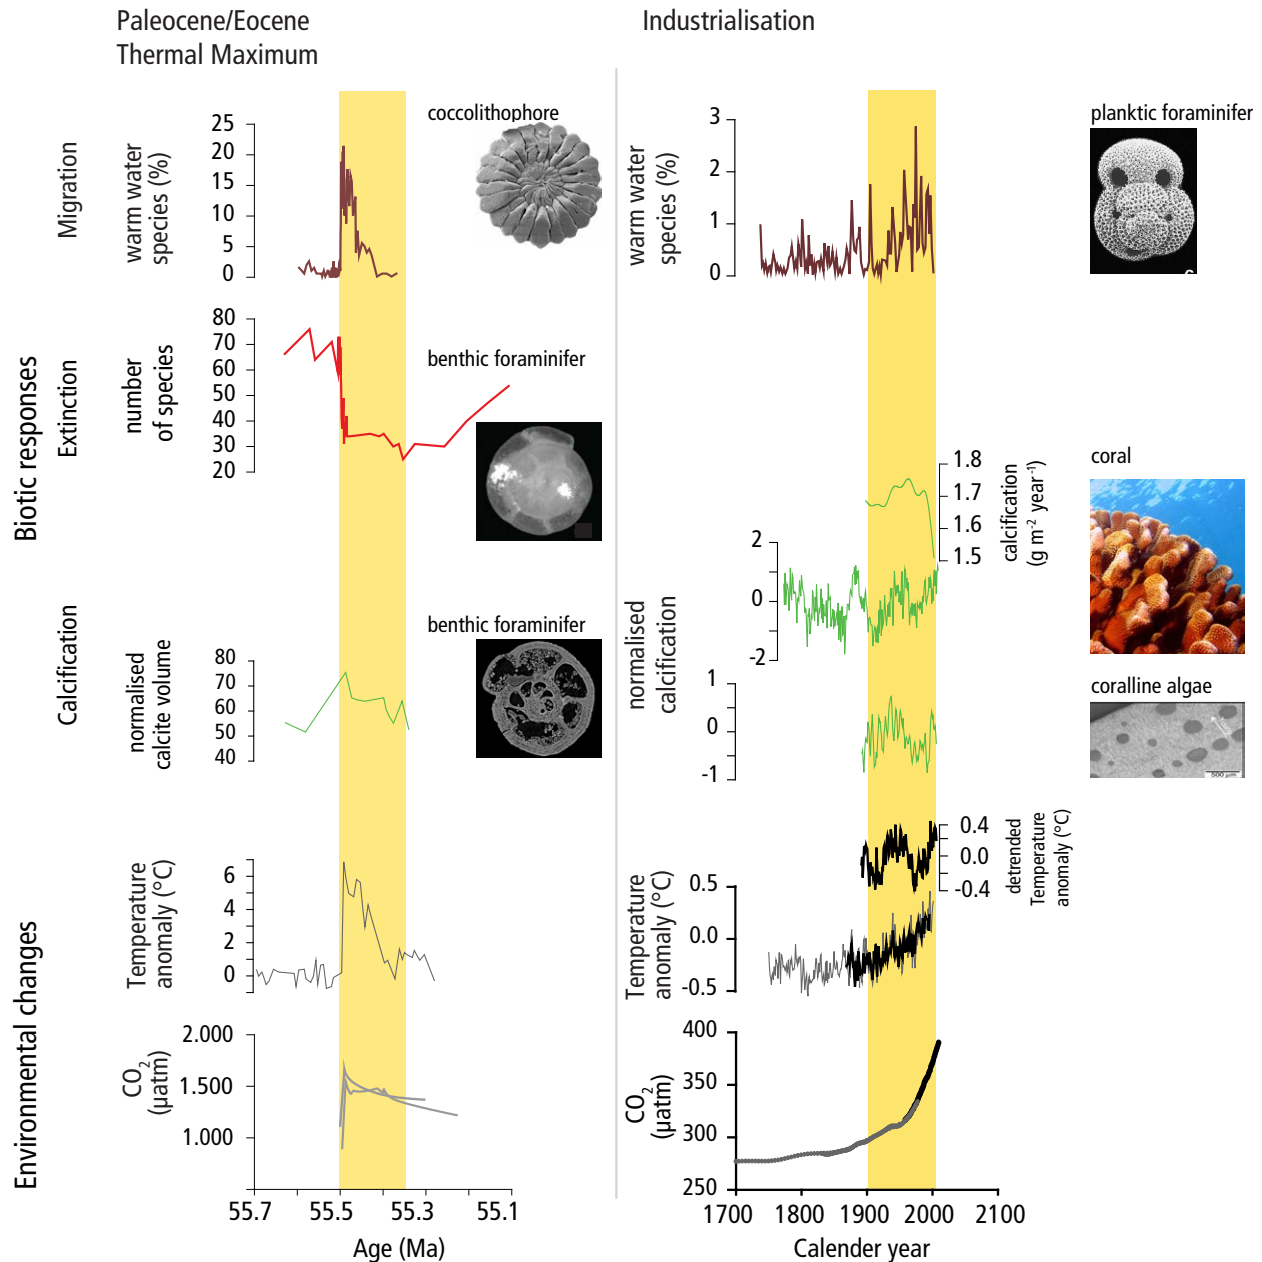 Paleocene/Eocene
Thermal Maximum
Industrialisation
Biotic responses
Environmental changes
Migration
warm water
species (%)
25
20
15
10
5
0
coccolithophore
warm water
species (%)
3
2
1
0
planktic foraminifer
Extinction
number
of species
80
70
60
50
40
30
20
benthic foraminifer
1.8
1.7
1.6
1.5
calcification
(g m⁻² year⁻¹)
coral
Calcification
normalised
calcite volume
80
70
60
50
40
benthic foraminifer
normalised
calcification
2
0
-2
1
0
-1
coralline algae
500 µm
Temperature
anomaly (°C)
6
4
2
0
0.4
0.0
-0.4
detrended
Temperature
anomaly (°C)
Temperature
anomaly (°C)
0.5
0.0
-0.5
CO₂
(µatm)
2.000
1.500
1.000
CO₂
(µatm)
400
350
300
250
55.7 55.5 55.3 55.1
Age (Ma)
1700 1800 1900 2000 2100
Calender year